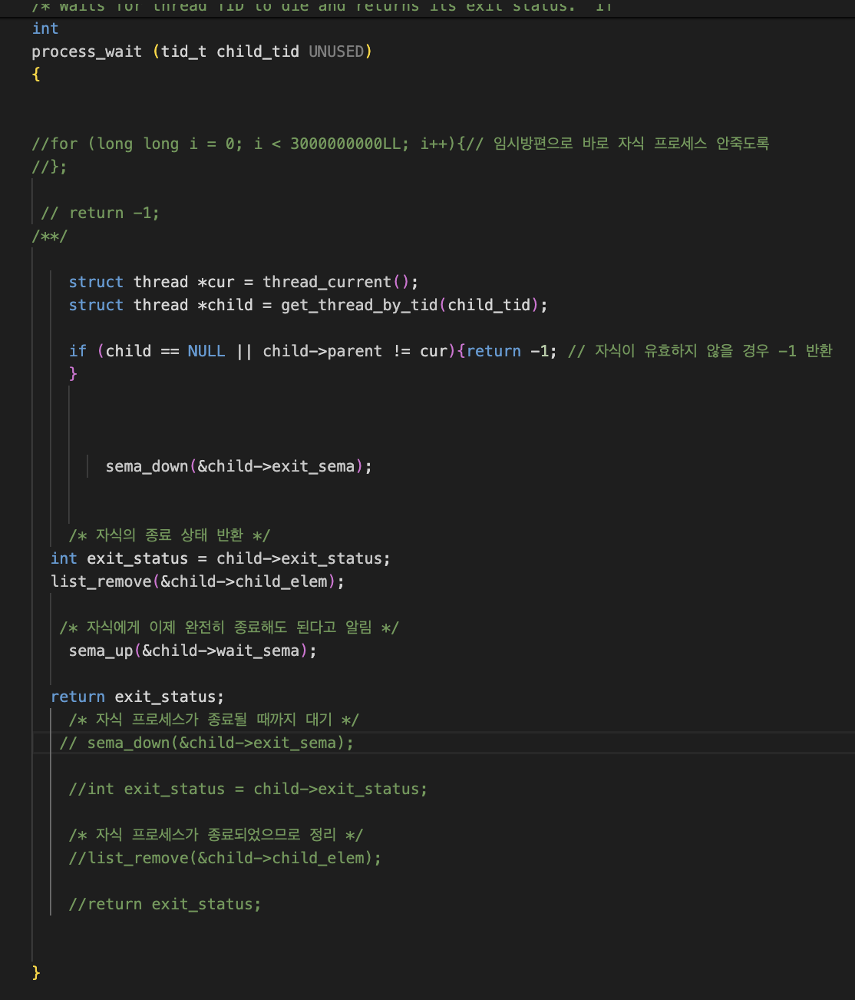 /* Waits for thread TID to die and returns its exit status.  If
int
process_wait (tid_t child_tid UNUSED)
{
//for (long long i = 0; i < 3000000000LL; i++){// 임시방편으로 바로 자식 프로세스 안죽도록
//};
// return -1;
/**/
struct thread *cur = thread_current();
struct thread *child = get_thread_by_tid(child_tid);
if (child == NULL || child->parent != cur){return -1; // 자식이 유효하지 않을 경우 -1 반환
}
sema_down(&child->exit_sema);
/* 자식의 종료 상태 반환 */
int exit_status = child->exit_status;
list_remove(&child->child_elem);
/* 자식에게 이제 완전히 종료해도 된다고 알림 */
sema_up(&child->wait_sema);
return exit_status;
/* 자식 프로세스가 종료될 때까지 대기 */
// sema_down(&child->exit_sema);
//int exit_status = child->exit_status;
/* 자식 프로세스가 종료되었으므로 정리 */
//list_remove(&child->child_elem);
//return exit_status;
}